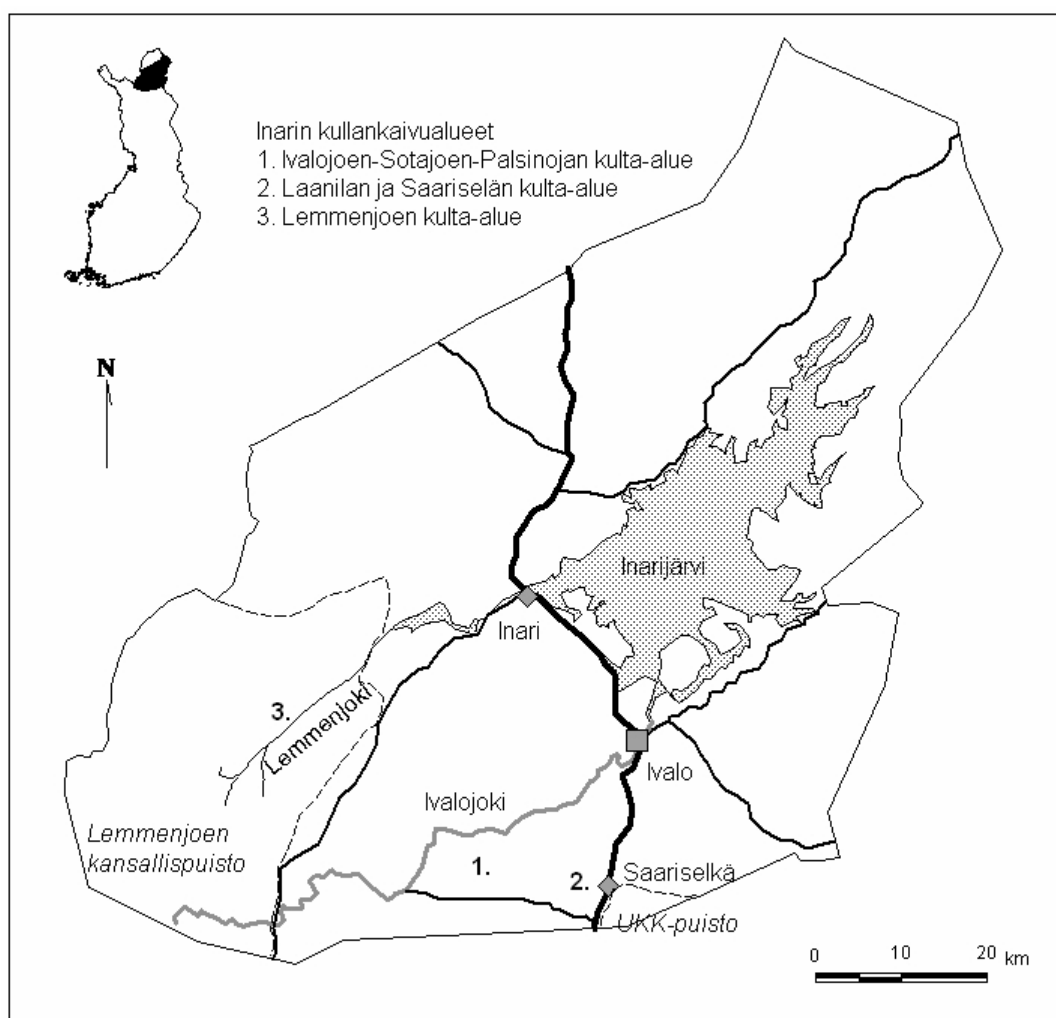 Inarin kullankaivualueet
1. Ivalojoen-Sotajoen-Palsinojan kulta-alue
2. Laanilan ja Saariselän kulta-alue
3. Lemmenjoen kulta-alue
N
Inarijärvi
Inari
3.
Lemmenjoki
Ivalo
Ivalojoki
Lemmenjoen
kansallispuisto
1.
2.
Saariselkä
UKK-puisto
0 10 20 km